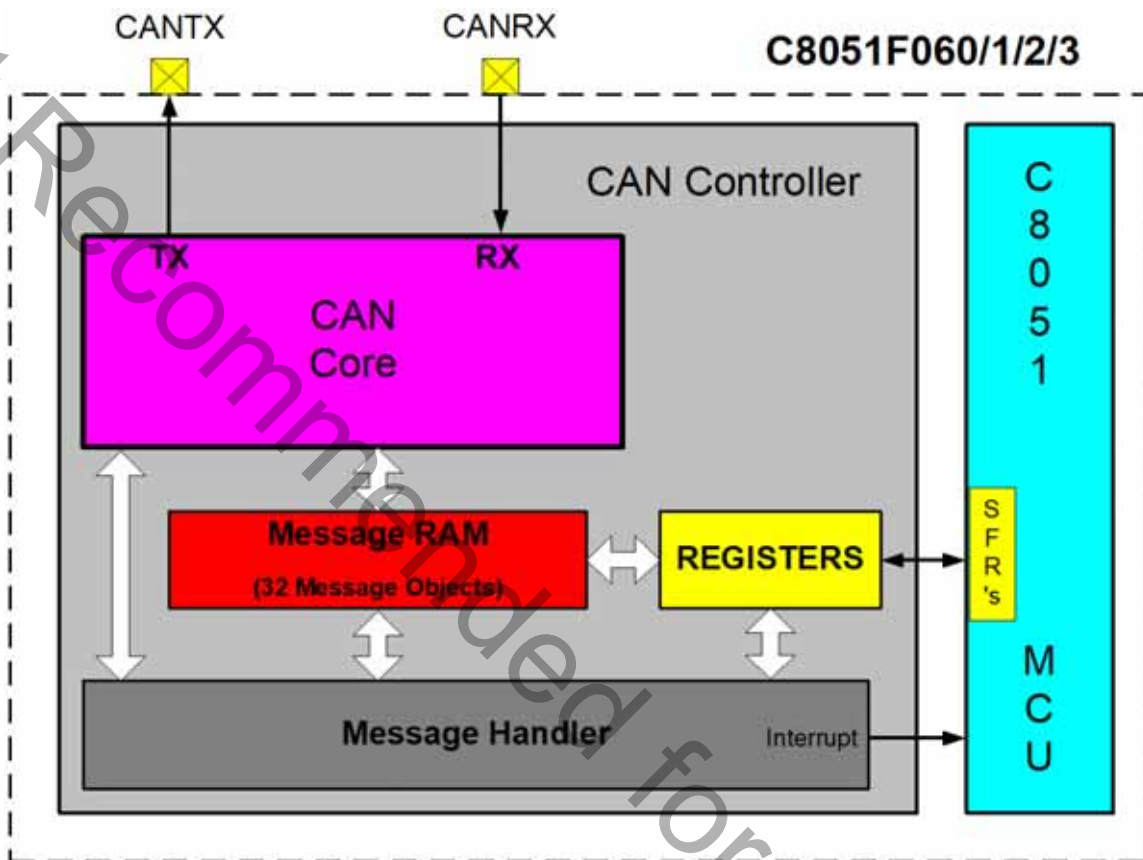 CANTX
CANRX
C8051F060/1/2/3
CAN Controller
TX
RX
CAN
Core
Message RAM
(32 Message Objects)
REGISTERS
Message Handler
Interrupt
C
8
0
5
1
S
F
R
's
M
C
U
Recommended for